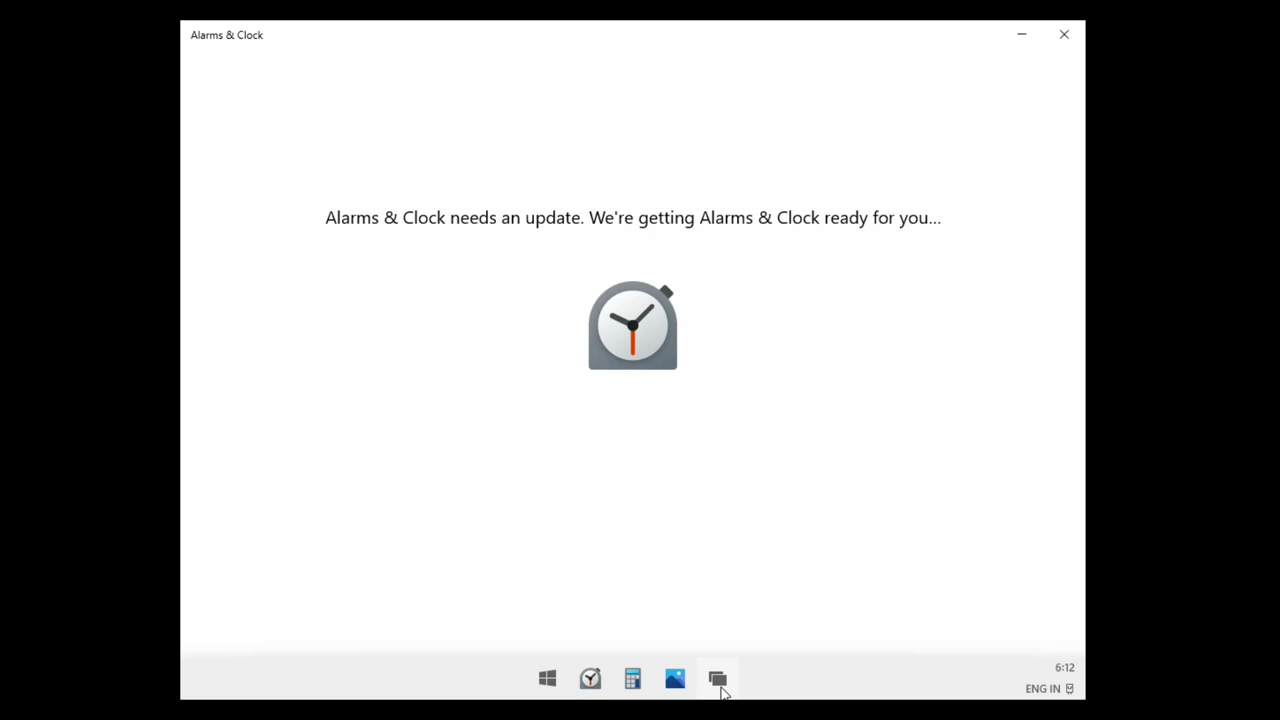 Alarms & Clock
Alarms & Clock needs an update. We're getting Alarms & Clock ready for you...
6:12
ENG IN